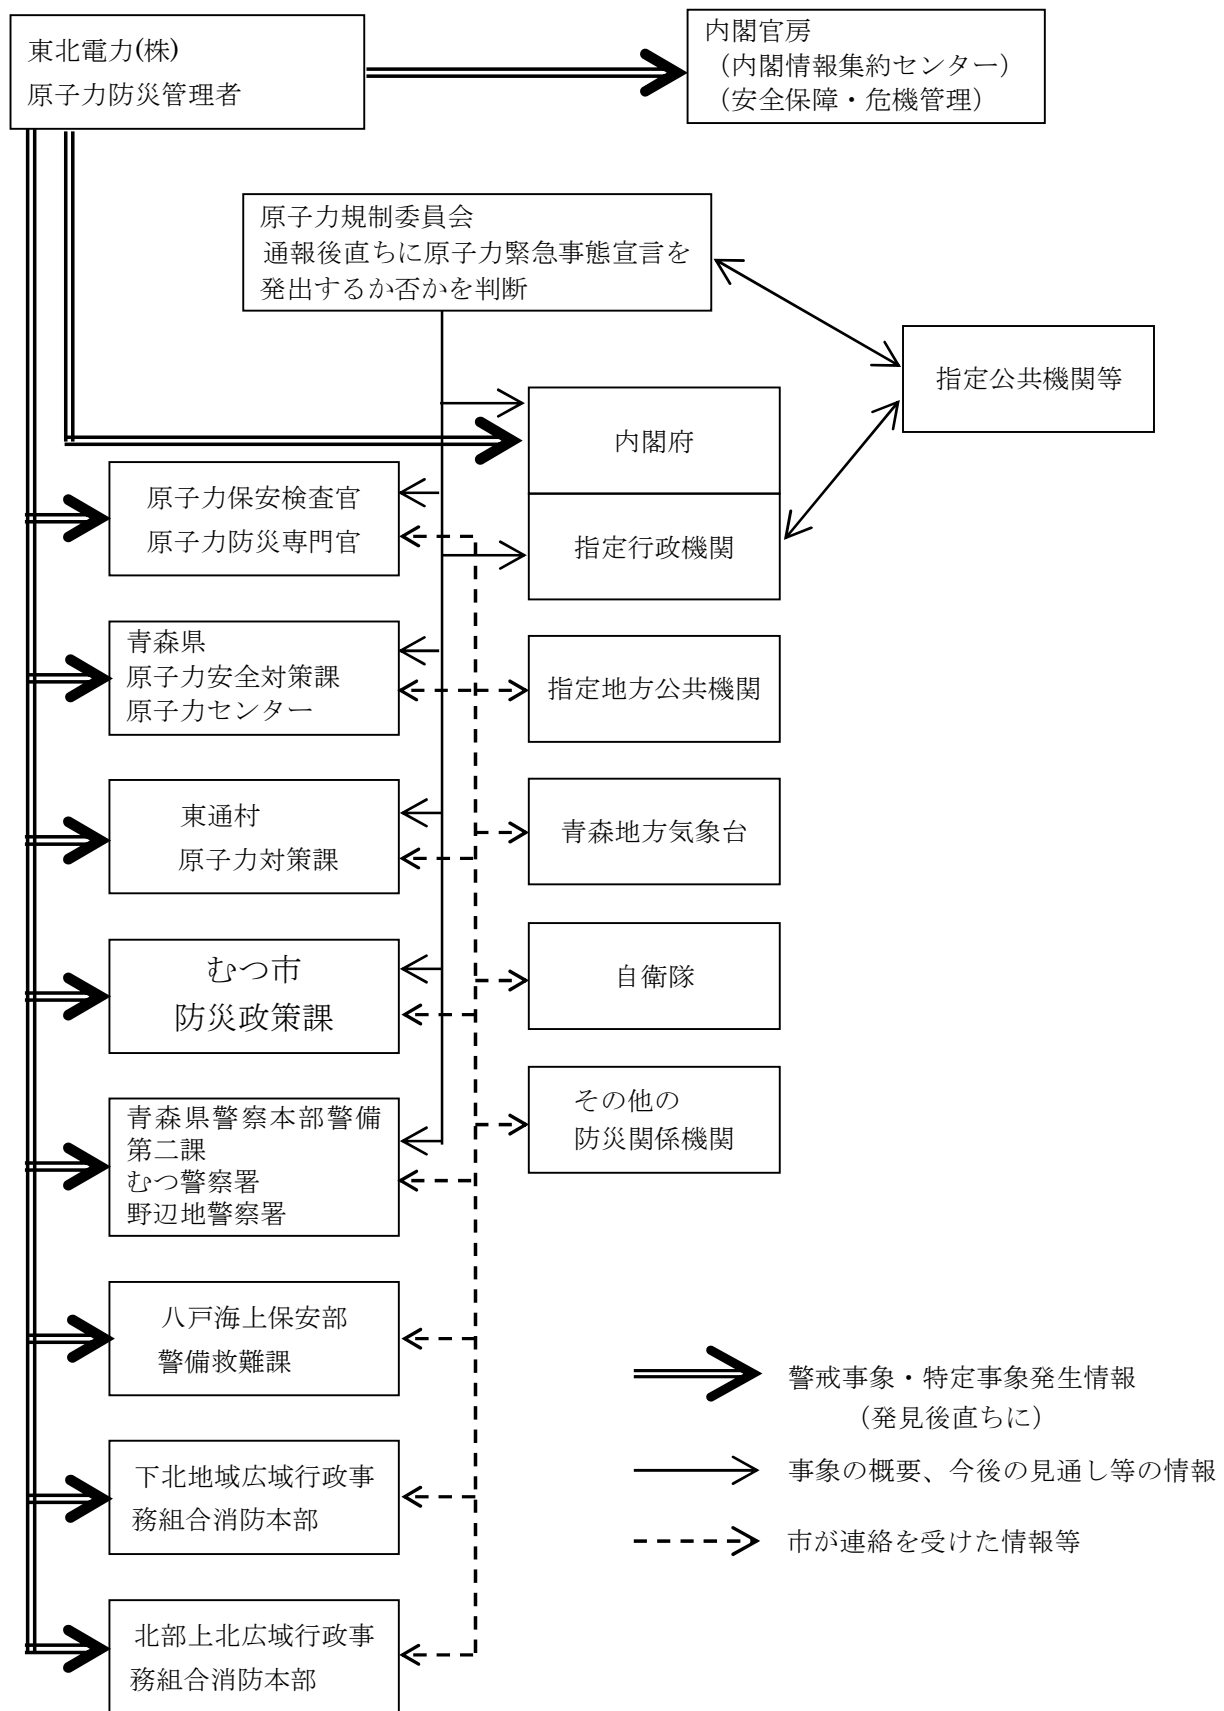 東北電力(株)
原子力防災管理者
内閣官房
（内閣情報集約センター）
（安全保障・危機管理）
原子力規制委員会
通報後直ちに原子力緊急事態宣言を
発出するか否かを判断
指定公共機関等
内閣府
指定行政機関
原子力保安検査官
原子力防災専門官
青森県
原子力安全対策課
原子力センター
指定地方公共機関
東通村
原子力対策課
青森地方気象台
むつ市
防災政策課
自衛隊
青森県警察本部警備
第二課
むつ警察署
野辺地警察署
その他の
防災関係機関
八戸海上保安部
警備救難課
下北地域広域行政事
務組合消防本部
北部上北広域行政事
務組合消防本部
警戒事象・特定事象発生情報
（発見後直ちに）
事象の概要、今後の見通し等の情報
市が連絡を受けた情報等